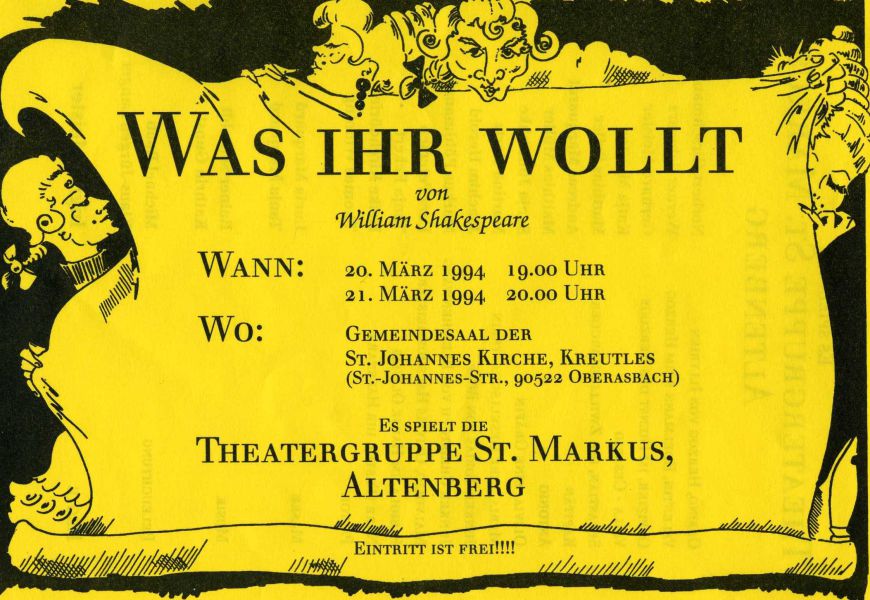 Was ihr wollt
von
William Shakespeare
Wann: 20. März 1994 19.00 Uhr
21. März 1994 20.00 Uhr
Wo: Gemeindesaal der
St. Johannes Kirche, Kreutles
(St.-Johannes-Str., 90522 Oberasbach)
Es spielt die
Theatergruppe St. Markus,
Altenberg
Eintritt ist frei!!!!